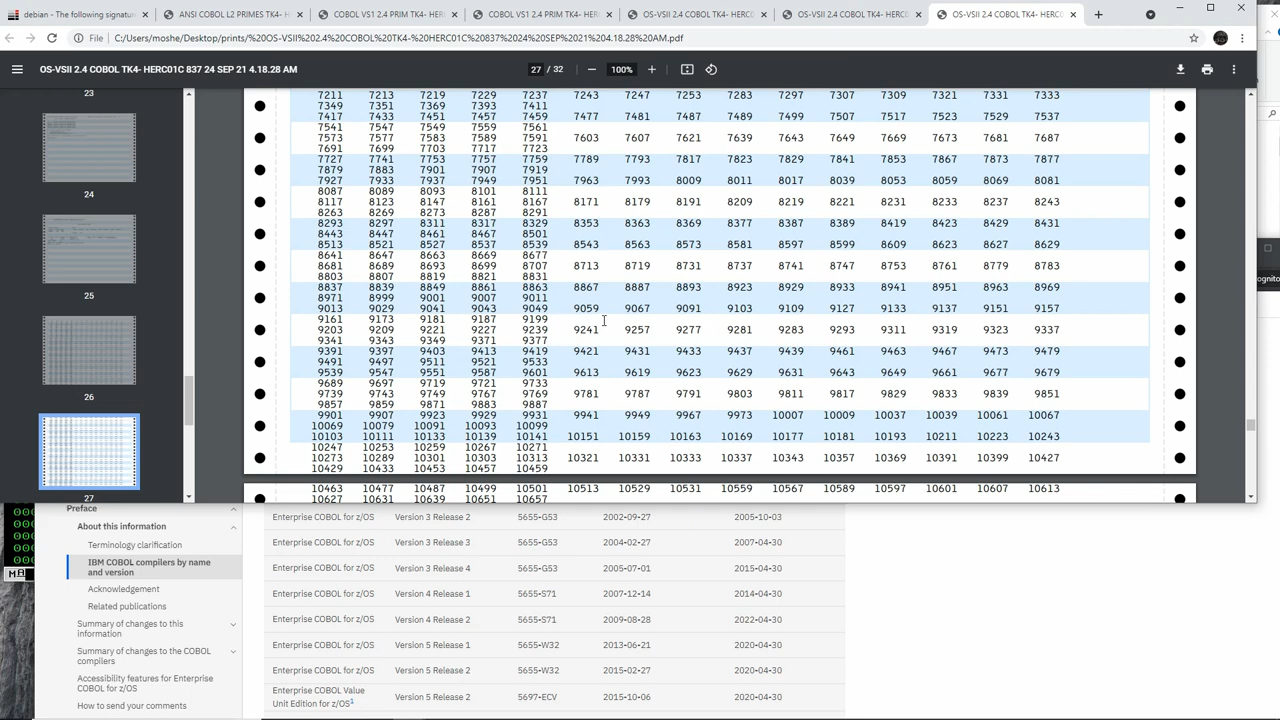 debian - The following signature
ANSI COBOL L2 PRIMES TK4- HERC
COBOL VS1 2.4 PRIM TK4- HERC
COBOL VS1 2.4 PRIM TK4- HERC
OS-VSII 2.4 COBOL TK4- HERC0
OS-VSII 2.4 COBOL TK4- HERC0
OS-VSII 2.4 COBOL TK4- HERC0
File
C:/Users/moshe/Desktop/prints/%20OS-VSII%202.4%20COBOL%20TK4-%20HERC01C%20837%2024%20SEP%2021%204.18.28%20AM.pdf
OS-VSII 2.4 COBOL TK4- HERC01C 837 24 SEP 21 4.18.28 AM
27 / 32
100%
23
24
25
26
27
7211 7213 7219 7229 7237 7243 7247 7253 7283 7297 7307 7309 7321 7331 7333
7349 7351 7369 7393 7411
7417 7433 7451 7457 7459 7477 7481 7487 7489 7499 7507 7517 7523 7529 7537
7541 7547 7549 7559 7561
7573 7577 7583 7589 7591 7603 7607 7621 7639 7643 7649 7669 7673 7681 7687
7691 7699 7703 7717 7723
7727 7741 7753 7757 7759 7789 7793 7817 7823 7829 7841 7853 7867 7873 7877
7879 7883 7901 7907 7919
7927 7933 7937 7949 7951 7963 7993 8009 8011 8017 8039 8053 8059 8069 8081
8087 8089 8093 8101 8111
8117 8123 8147 8161 8167 8171 8179 8191 8209 8219 8221 8231 8233 8237 8243
8263 8269 8273 8287 8291
8293 8297 8311 8317 8329 8353 8363 8369 8377 8387 8389 8419 8423 8429 8431
8443 8447 8461 8467 8501
8513 8521 8527 8537 8539 8543 8563 8573 8581 8597 8599 8609 8623 8627 8629
8641 8647 8663 8669 8677
8681 8689 8693 8699 8707 8713 8719 8731 8737 8741 8747 8753 8761 8779 8783
8803 8807 8819 8821 8831
8837 8839 8849 8861 8863 8867 8887 8893 8923 8929 8933 8941 8951 8963 8969
8971 8999 9001 9007 9011
9013 9029 9041 9043 9049 9059 9067 9091 9103 9109 9127 9133 9137 9151 9157
9161 9173 9181 9187 9199
9203 9209 9221 9227 9239 9241 9257 9277 9281 9283 9293 9311 9319 9323 9337
9341 9343 9349 9371 9377
9391 9397 9403 9413 9419 9421 9431 9433 9437 9439 9461 9463 9467 9473 9479
9491 9497 9511 9521 9533
9539 9547 9551 9587 9601 9613 9619 9623 9629 9631 9643 9649 9661 9677 9679
9689 9697 9719 9721 9733
9739 9743 9749 9767 9769 9781 9787 9791 9803 9811 9817 9829 9833 9839 9851
9857 9859 9871 9883 9887
9901 9907 9923 9929 9931 9941 9949 9967 9973 10007 10009 10037 10039 10061 10067
10069 10079 10091 10093 10099
10103 10111 10133 10139 10141 10151 10159 10163 10169 10177 10181 10193 10211 10223 10243
10247 10253 10259 10267 10271
10273 10289 10301 10303 10313 10321 10331 10333 10337 10343 10357 10369 10391 10399 10427
10429 10433 10453 10457 10459
10463 10477 10487 10499 10501 10513 10529 10531 10559 10567 10589 10597 10601 10607 10613
10627 10631 10639 10651 10657
ognito
Preface
About this information
Terminology clarification
IBM COBOL compilers by name
and version
Acknowledgement
Related publications
Summary of changes to this
information
Summary of changes to the COBOL
compilers
Accessibility features for Enterprise
COBOL for z/OS
How to send your comments
Enterprise COBOL for z/OS Version 3 Release 2 5655-G53 2002-09-27 2005-10-03
Enterprise COBOL for z/OS Version 3 Release 3 5655-G53 2004-02-27 2007-04-30
Enterprise COBOL for z/OS Version 3 Release 4 5655-G53 2005-07-01 2015-04-30
Enterprise COBOL for z/OS Version 4 Release 1 5655-S71 2007-12-14 2014-04-30
Enterprise COBOL for z/OS Version 4 Release 2 5655-S71 2009-08-28 2022-04-30
Enterprise COBOL for z/OS Version 5 Release 1 5655-W32 2013-06-21 2020-04-30
Enterprise COBOL for z/OS Version 5 Release 2 5655-W32 2015-02-27 2020-04-30
Enterprise COBOL Value
Unit Edition for z/OS1 Version 5 Release 2 5697-ECV 2015-10-06 2020-04-30